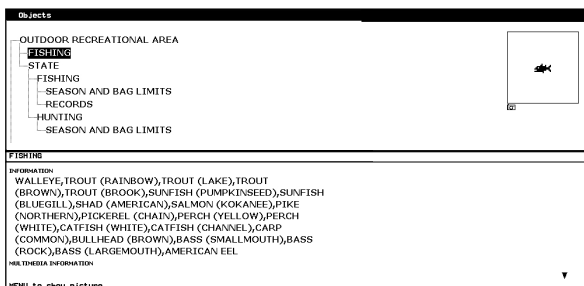 Objects
OUTDOOR RECREATIONAL AREA
FISHING
STATE
FISHING
SEASON AND BAG LIMITS
RECORDS
HUNTING
SEASON AND BAG LIMITS
FISHING
INFORMATION
WALLEYE,TROUT (RAINBOW),TROUT (LAKE),TROUT
(BROWN),TROUT (BROOK),SUNFISH (PUMPKINSEED),SUNFISH
(BLUEGILL),SHAD (AMERICAN),SALMON (KOKANEE),PIKE
(NORTHERN),PICKEREL (CHAIN),PERCH (YELLOW),PERCH
(WHITE),CATFISH (WHITE),CATFISH (CHANNEL),CARP
(COMMON),BULLHEAD (BROWN),BASS (SMALLMOUTH),BASS
(ROCK),BASS (LARGEMOUTH),AMERICAN EEL
MULTIMEDIA INFORMATION
MENU to show picture